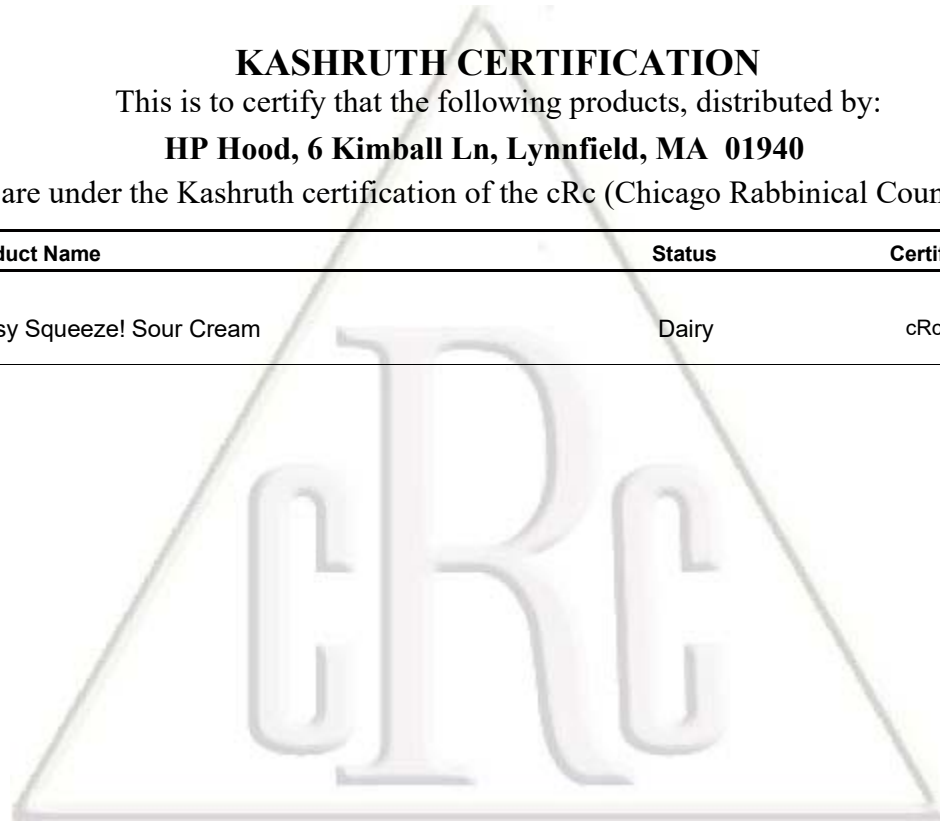 KASHRUTH CERTIFICATION
This is to certify that the following products, distributed by:
HP Hood, 6 Kimball Ln, Lynnfield, MA 01940
are under the Kashruth certification of the cRc (Chicago Rabbinical Coun
duct Name Status Certif
sy Squeeze! Sour Cream Dairy cRc
cRc